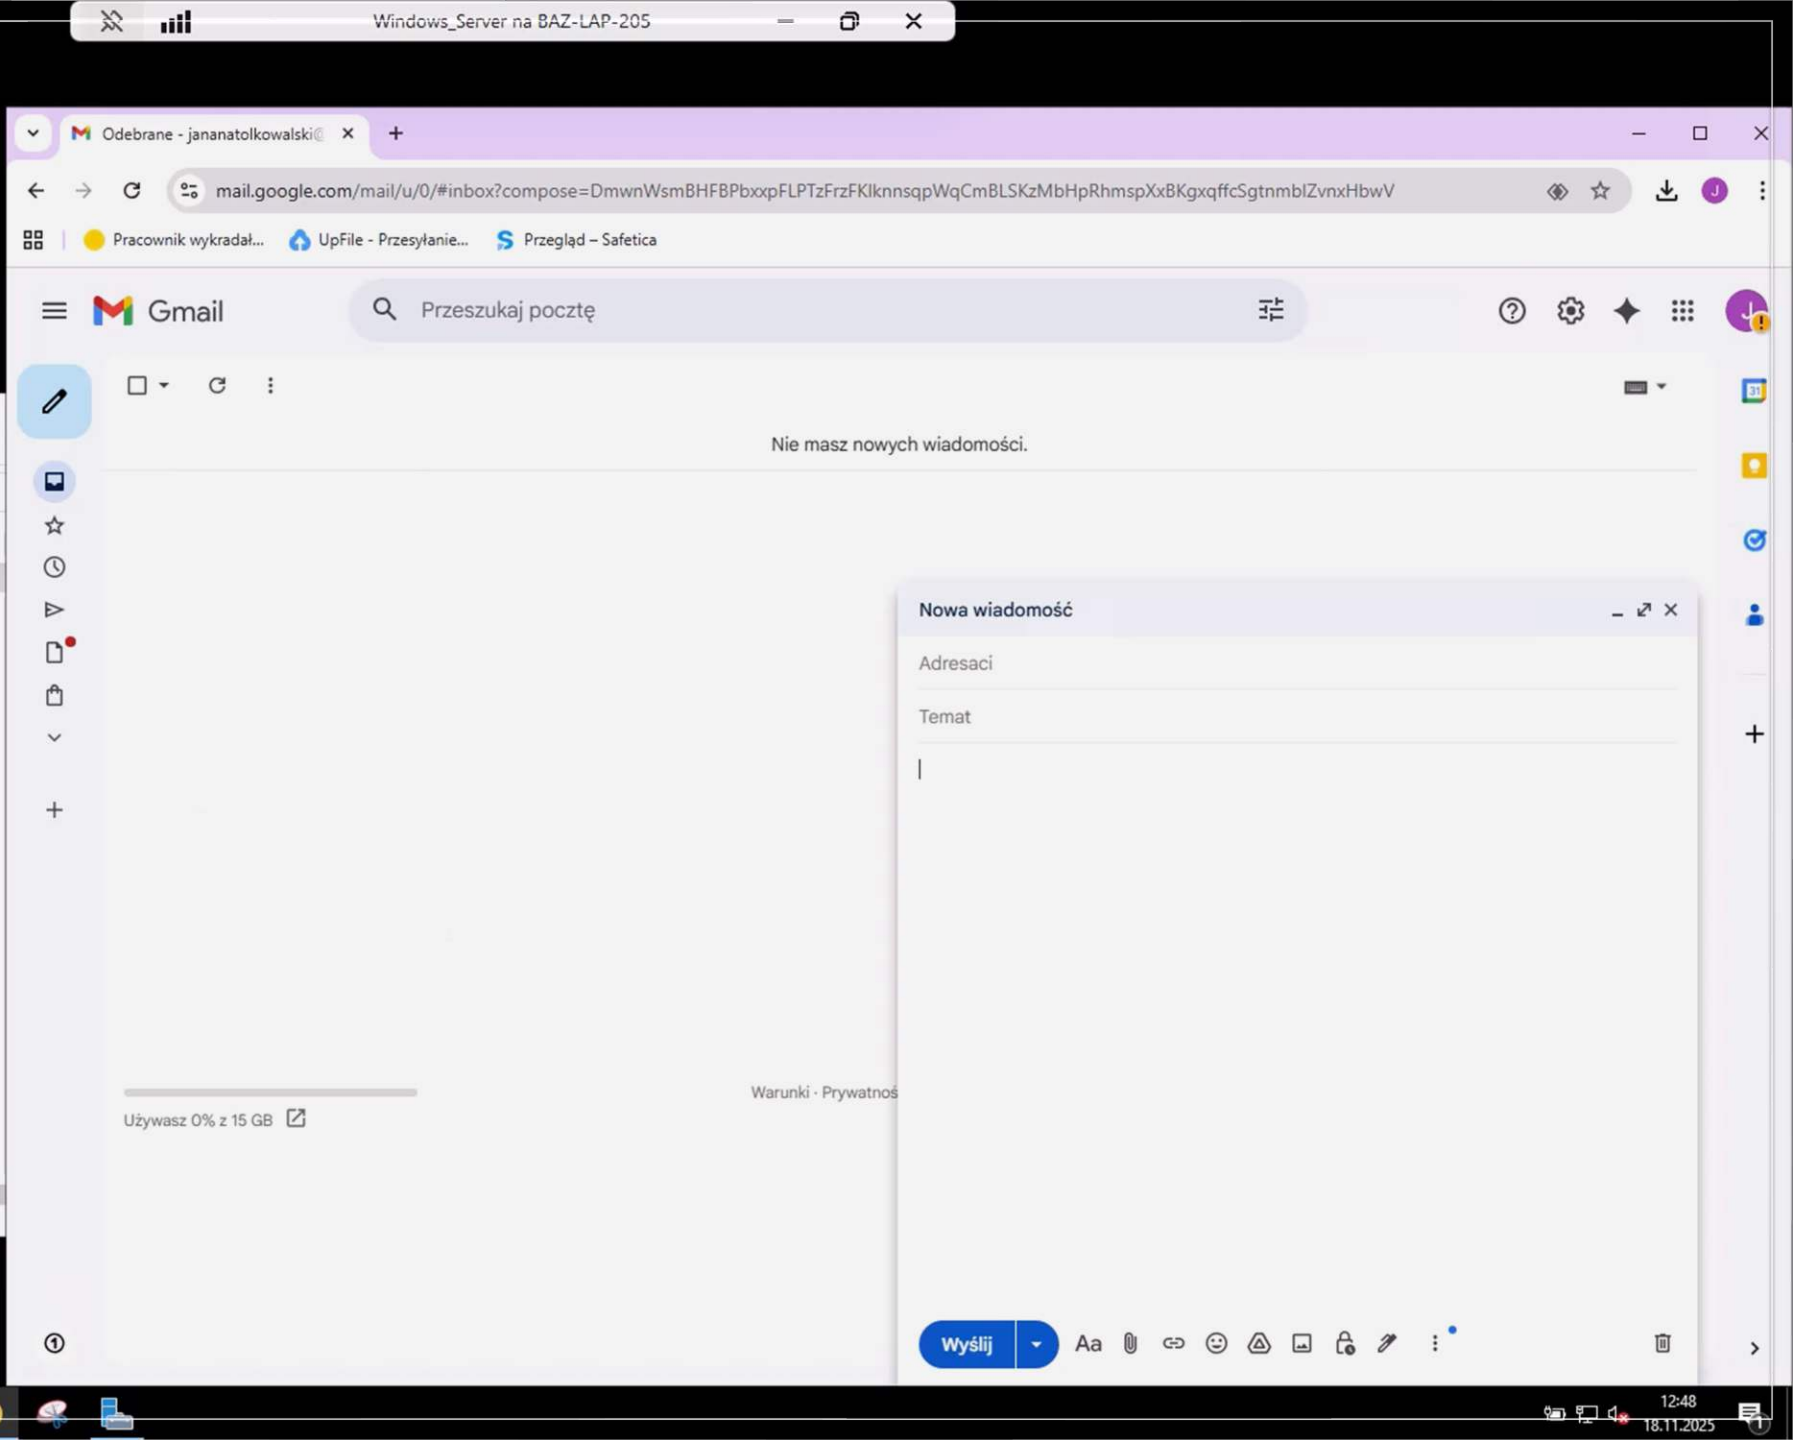 Windows_Server na BAZ-LAP-205
Odebrane - jananatolkowalski@
mail.google.com/mail/u/0/#inbox?compose=DmwnWsmBHFBPbxxpFLPTzFrzFKlknnsqpWqCmBLSKzMbHpRhmspXxBKgxqffcSgtnmblZvnxHbwV
J
Pracownik wykradał...
UpFile - Przesyłanie...
Przegląd – Safetica
Gmail
Przeszukaj pocztę
J
31
Nie masz nowych wiadomości.
Nowa wiadomość
Adresaci
Temat
Używasz 0% z 15 GB
Warunki · Prywatnoś
Wyślij
Aa
12:48
18.11.2025
1